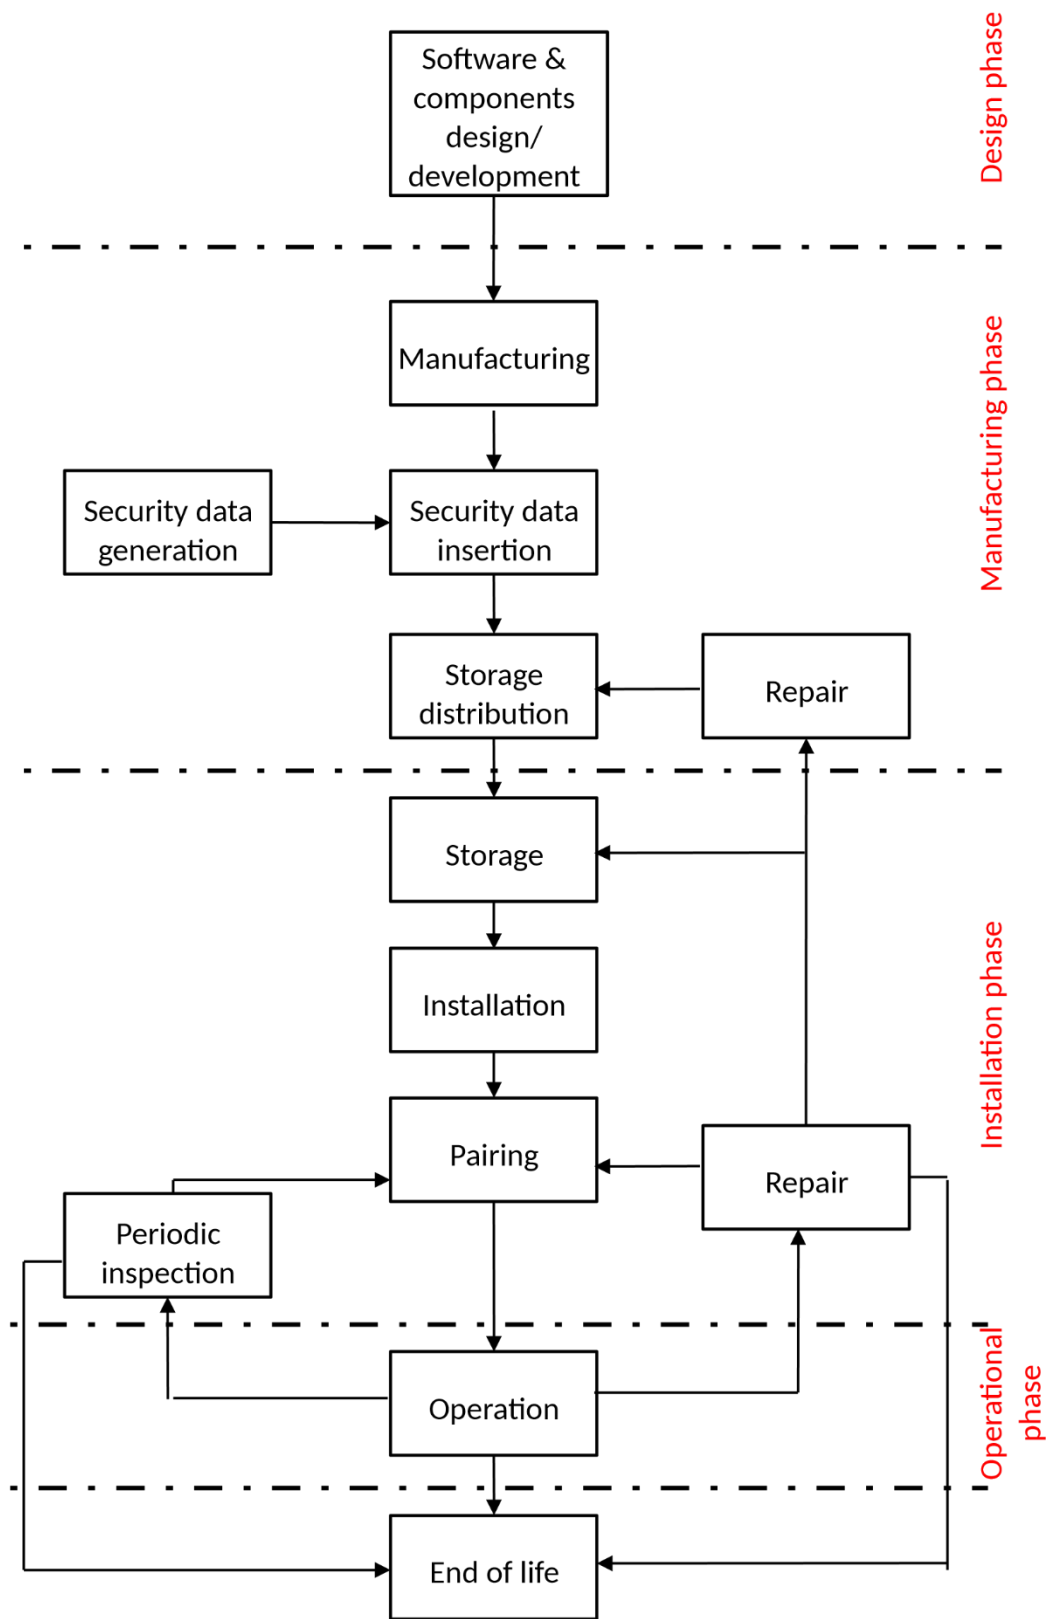 Software &
components
design/
development
Design phase
Manufacturing
Manufacturing phase
Security data
generation
Security data
insertion
Storage
distribution
Repair
Storage
Installation
Installation phase
Pairing
Repair
Periodic
inspection
Operation
Operational
phase
End of life